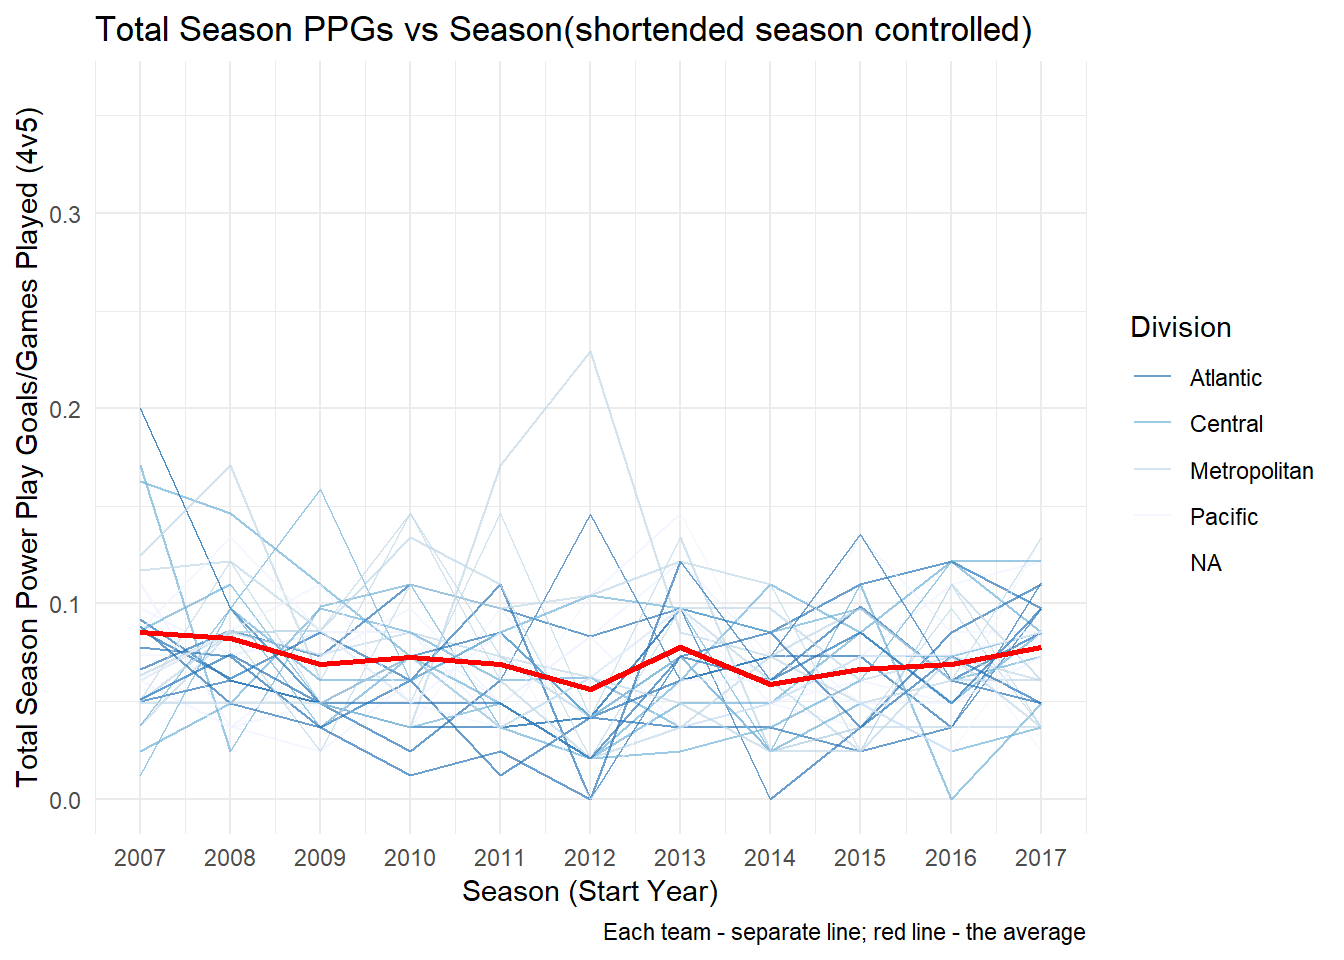 Total Season PPGs vs Season(shortended season controlled)
Total Season Power Play Goals/Games Played (4v5)
0.3
0.2
0.1
0.0
2007 2008 2009 2010 2011 2012 2013 2014 2015 2016 2017
Season (Start Year)
Division
Atlantic
Central
Metropolitan
Pacific
NA
Each team - separate line; red line - the average